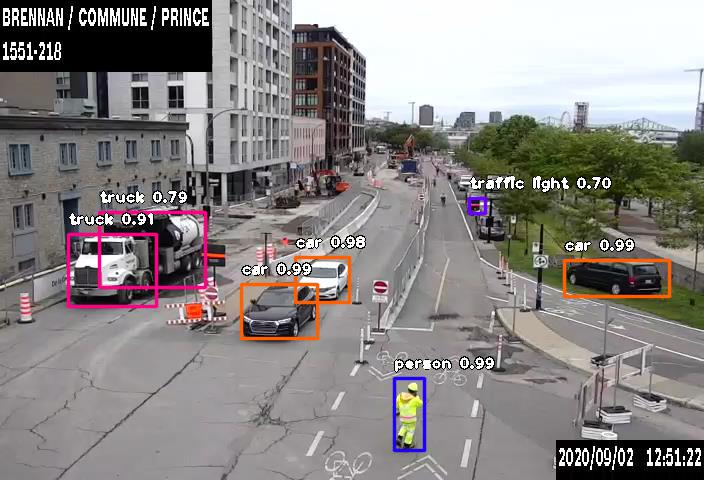 BRENNAN / COMMUNE / PRINCE
1551-218
truck 0.79
truck 0.91
traffic light 0.70
car 0.98
car 0.99
car 0.99
person 0.99
2020/09/02 12:51:22